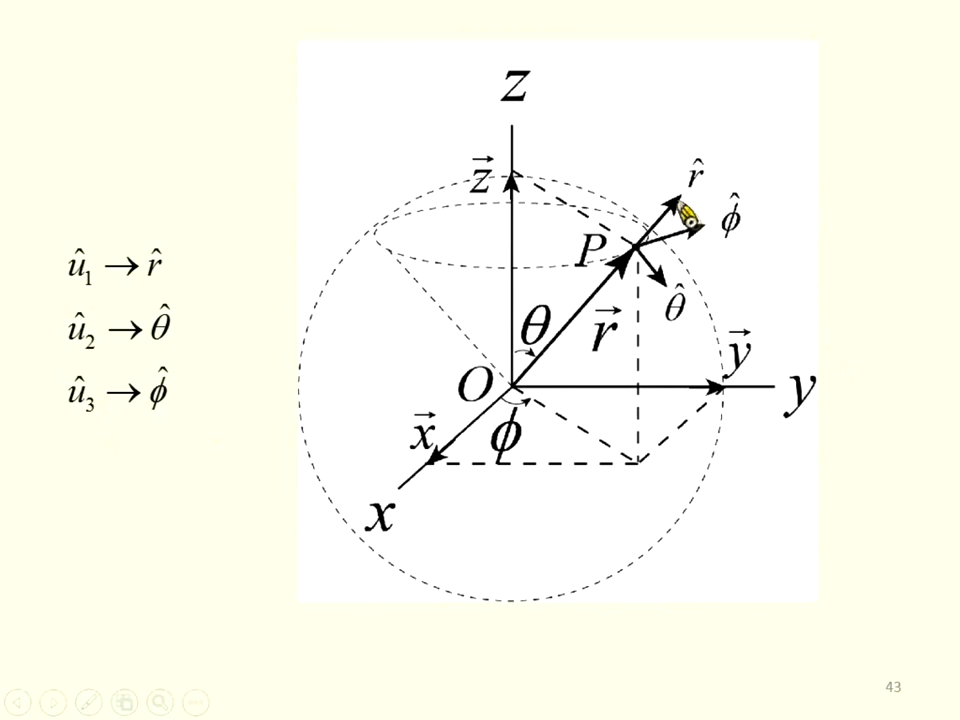 z
z⃗
r̂
ϕ̂
P
û₁ → r̂
θ̂
û₂ → θ̂
θ
r⃗
y⃗
û₃ → ϕ̂
O
y
x⃗
ϕ
x
43